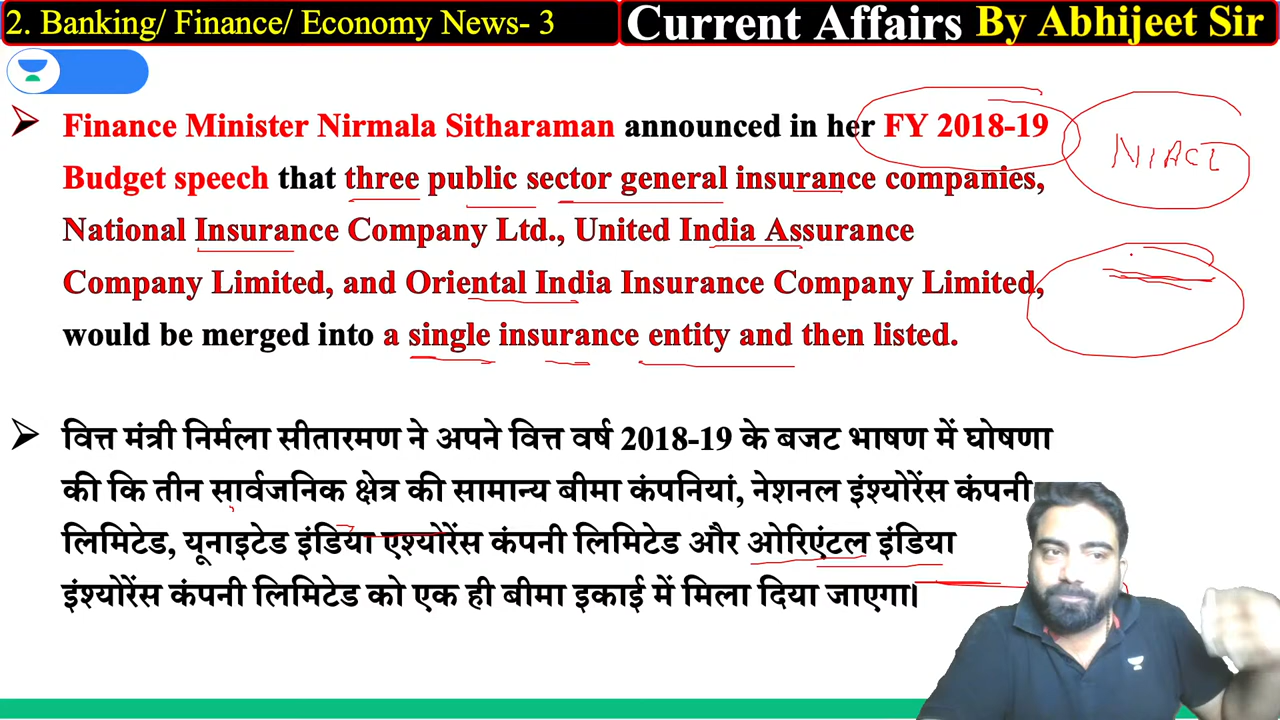 2. Banking/ Finance/ Economy News- 3
Current Affairs By Abhijeet Sir
Finance Minister Nirmala Sitharaman announced in her FY 2018-19
NIACL
Budget speech that three public sector general insurance companies,
National Insurance Company Ltd., United India Assurance
Company Limited, and Oriental India Insurance Company Limited,
would be merged into a single insurance entity and then listed.
वित्त मंत्री निर्मला सीतारमण ने अपने वित्त वर्ष 2018-19 के बजट भाषण में घोषणा
की कि तीन सार्वजनिक क्षेत्र की सामान्य बीमा कंपनियां, नेशनल इंश्योरेंस कंपनी
लिमिटेड, यूनाइटेड इंडिया एश्योरेंस कंपनी लिमिटेड और ओरिएंटल इंडिया
इंश्योरेंस कंपनी लिमिटेड को एक ही बीमा इकाई में मिला दिया जाएगा।